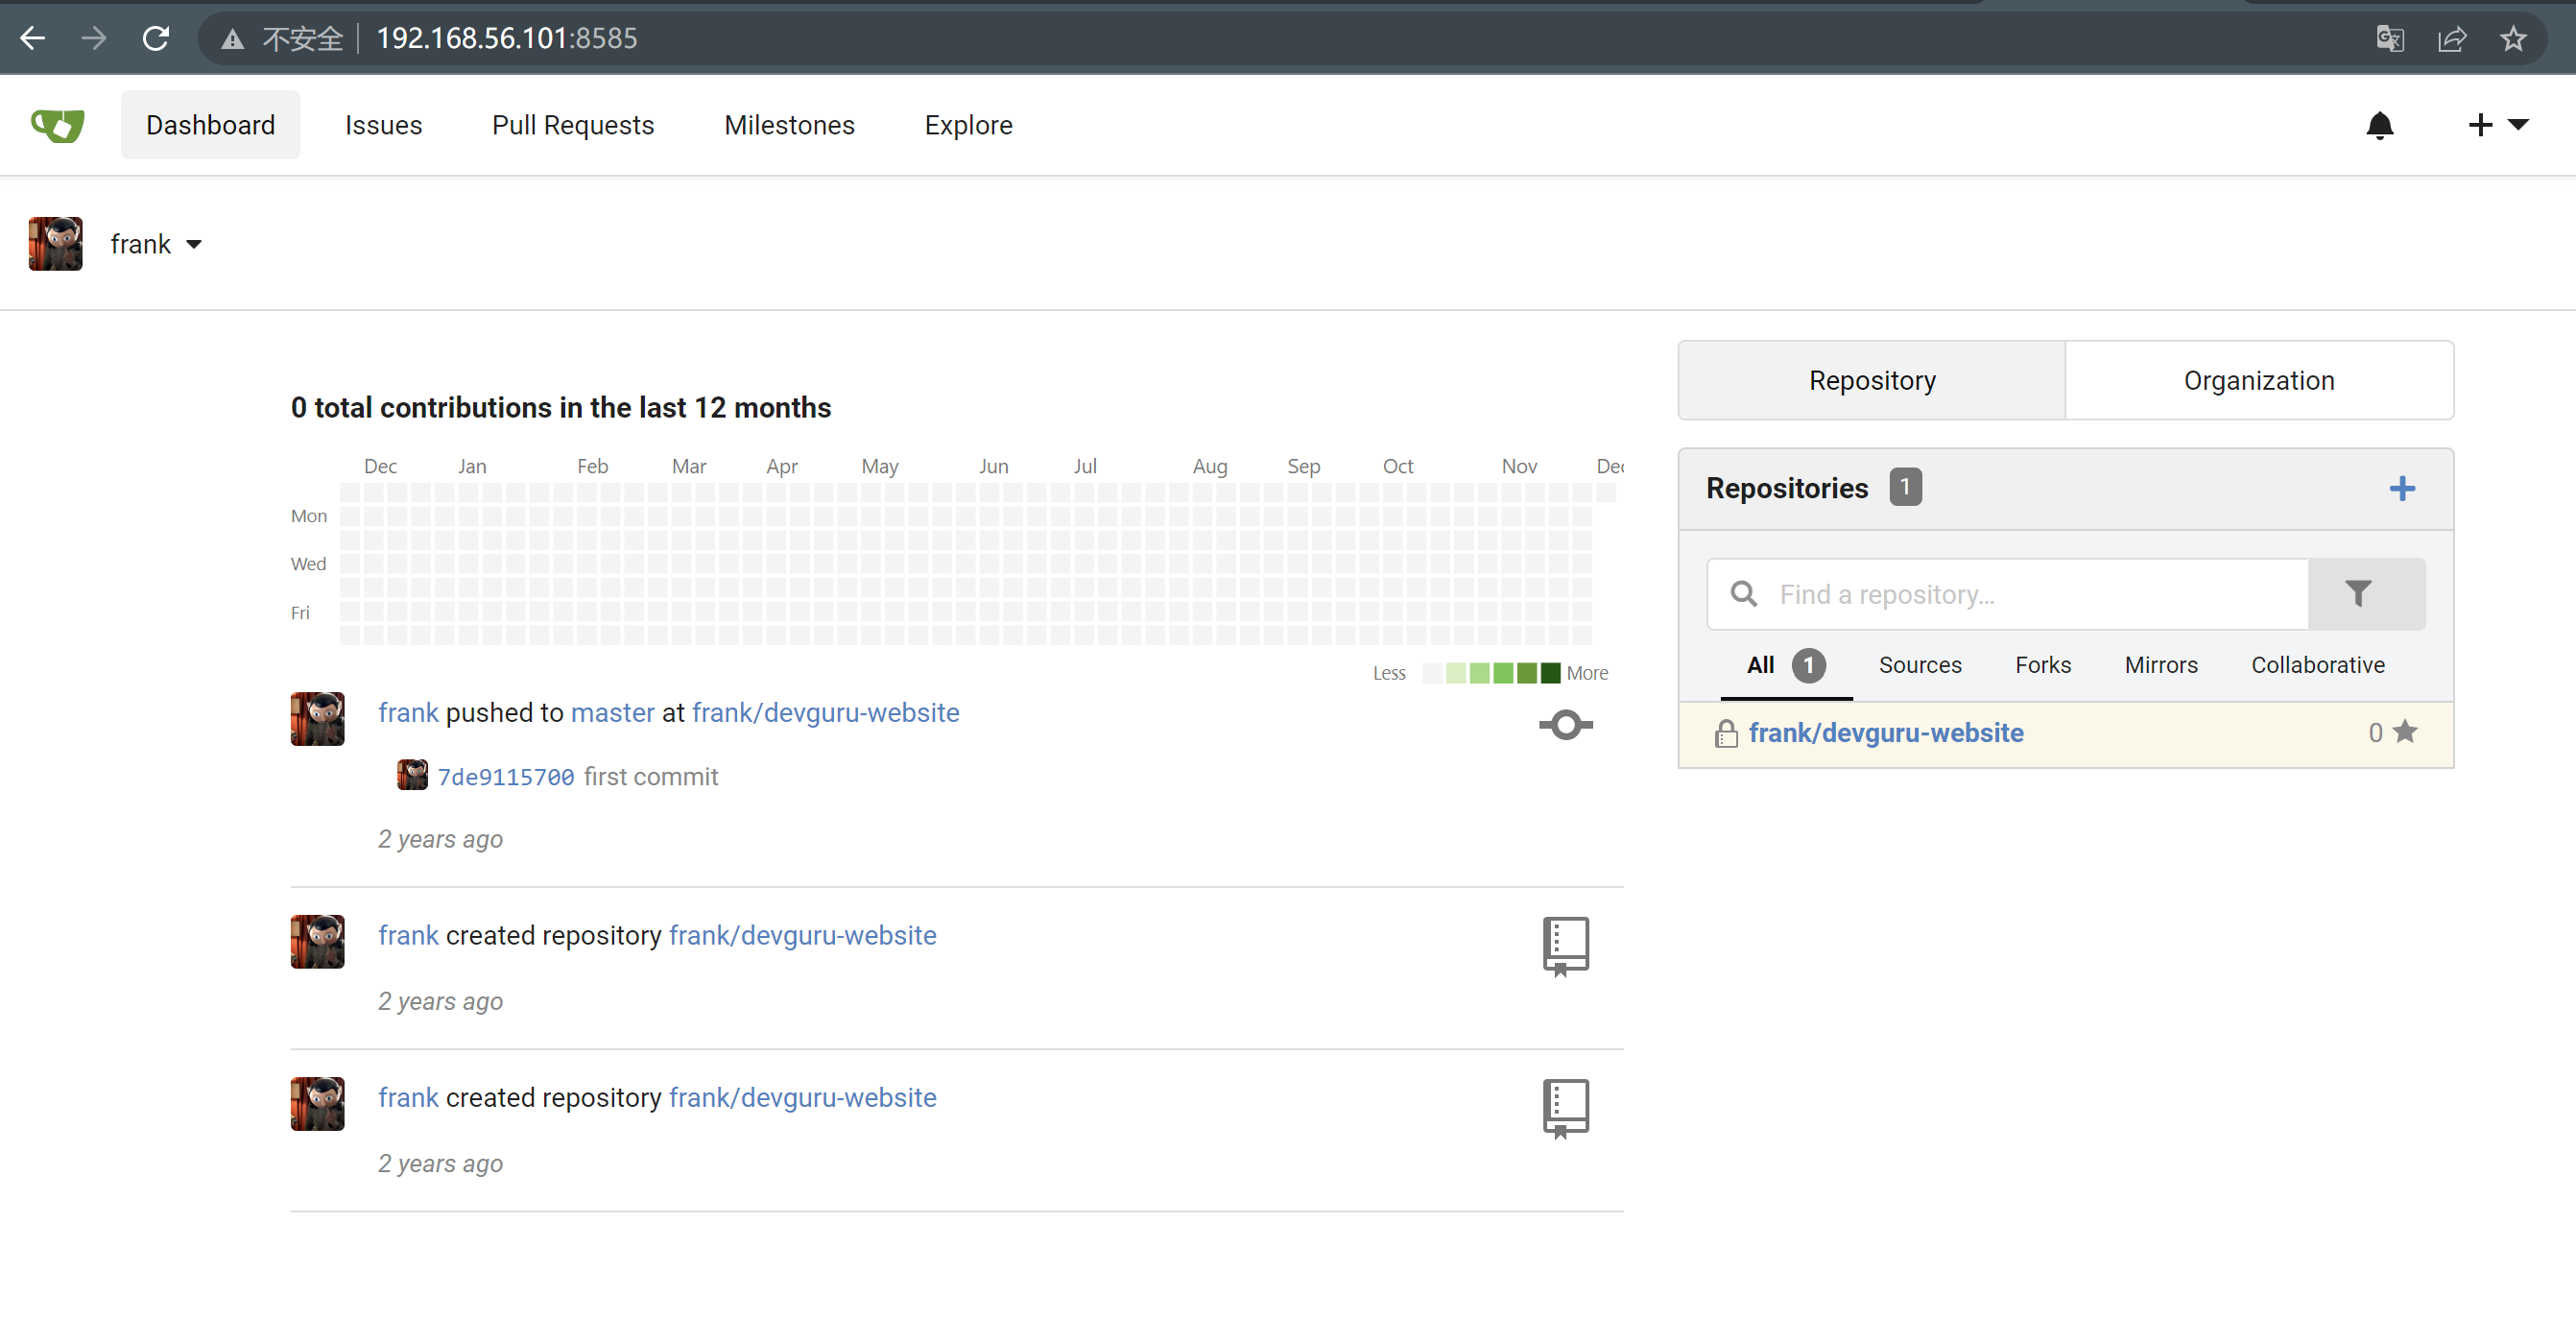 不安全 192.168.56.101:8585
Dashboard Issues Pull Requests Milestones Explore
frank
Repository Organization
0 total contributions in the last 12 months
Dec Jan Feb Mar Apr May Jun Jul Aug Sep Oct Nov Dec
Mon
Wed
Fri
Less More
Repositories 1
Find a repository...
All 1 Sources Forks Mirrors Collaborative
frank/devguru-website 0
frank pushed to master at frank/devguru-website
7de9115700 first commit
2 years ago
frank created repository frank/devguru-website
2 years ago
frank created repository frank/devguru-website
2 years ago